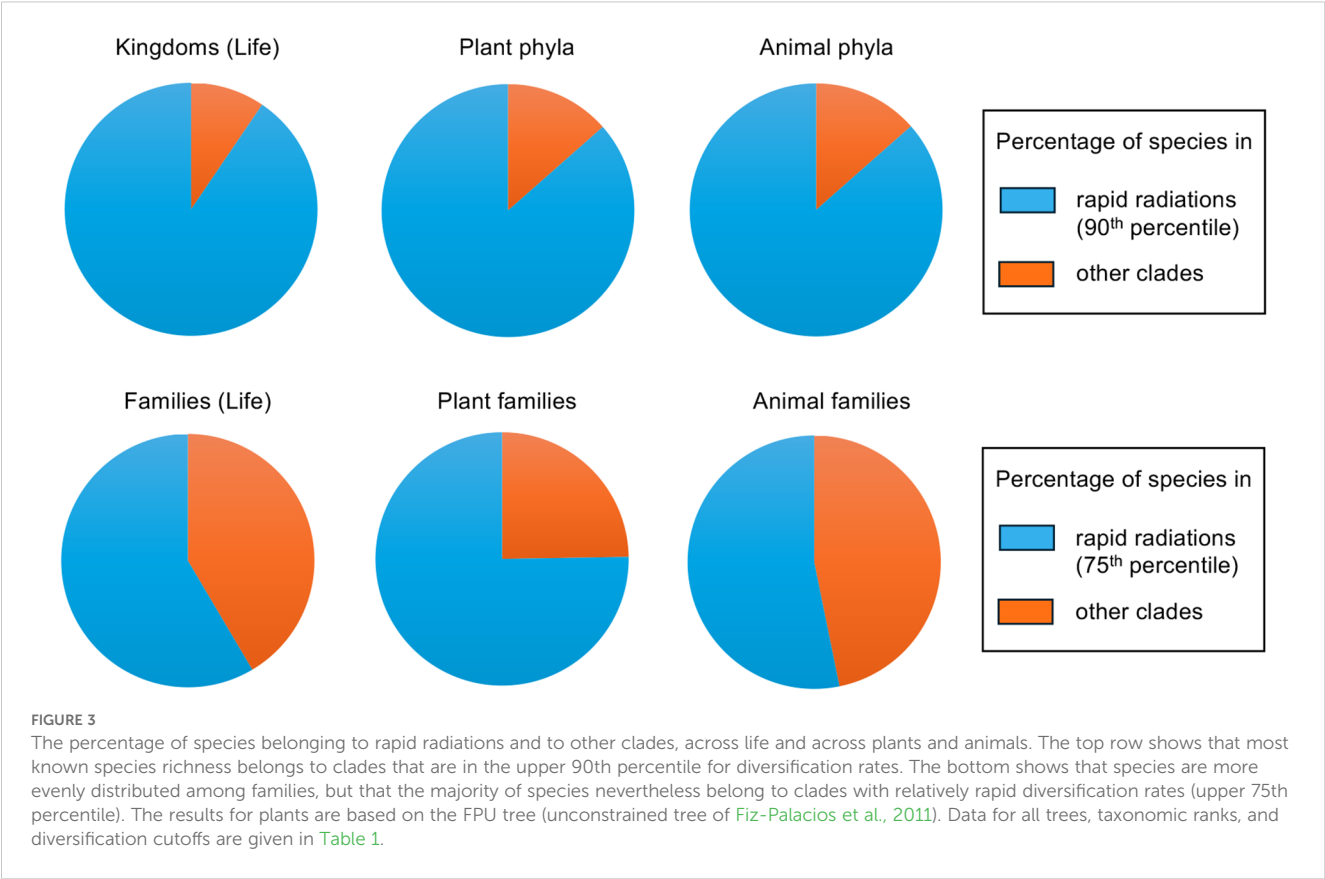 Kingdoms (Life)
Plant phyla
Animal phyla
Percentage of species in
rapid radiations
(90th percentile)
other clades
Families (Life)
Plant families
Animal families
Percentage of species in
rapid radiations
(75th percentile)
other clades
FIGURE 3
The percentage of species belonging to rapid radiations and to other clades, across life and across plants and animals. The top row shows that most
known species richness belongs to clades that are in the upper 90th percentile for diversification rates. The bottom shows that species are more
evenly distributed among families, but that the majority of species nevertheless belong to clades with relatively rapid diversification rates (upper 75th
percentile). The results for plants are based on the FPU tree (unconstrained tree of Fiz-Palacios et al., 2011). Data for all trees, taxonomic ranks, and
diversification cutoffs are given in Table 1.